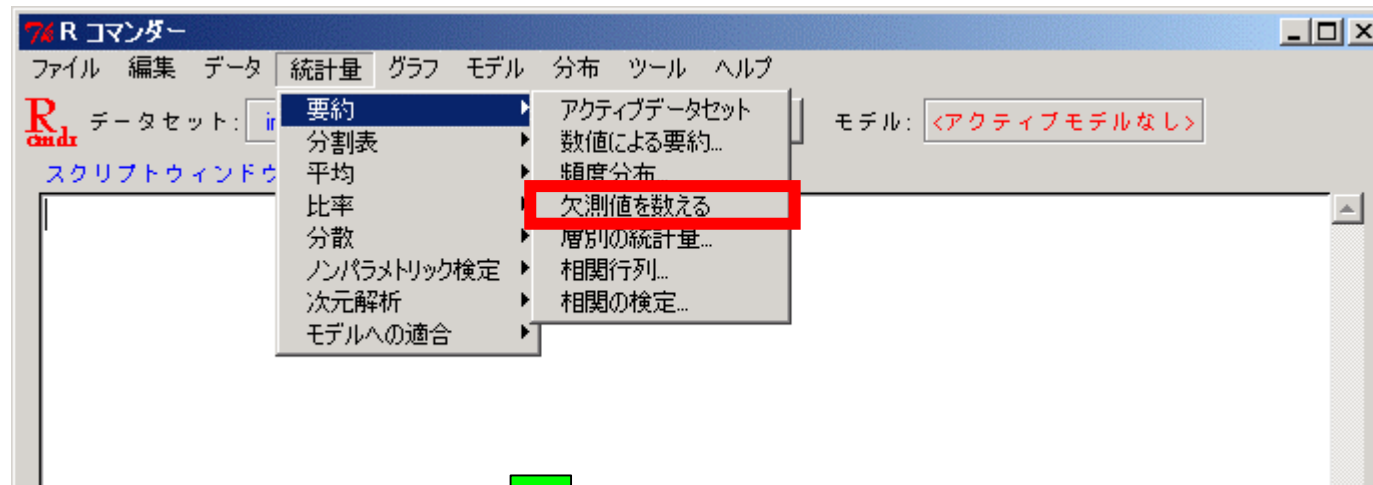 R コマンダー
ファイル 編集 データ 統計量 グラフ モデル 分布 ツール ヘルプ
R cmdr データセット: モデル: <アクティブモデルなし>
スクリプトウィンドウ
要約
分割表
平均
比率
分散
ノンパラメトリック検定
次元解析
モデルへの適合
アクティブデータセット
数値による要約...
頻度分布...
欠測値を数える
層別の統計量...
相関行列...
相関の検定...